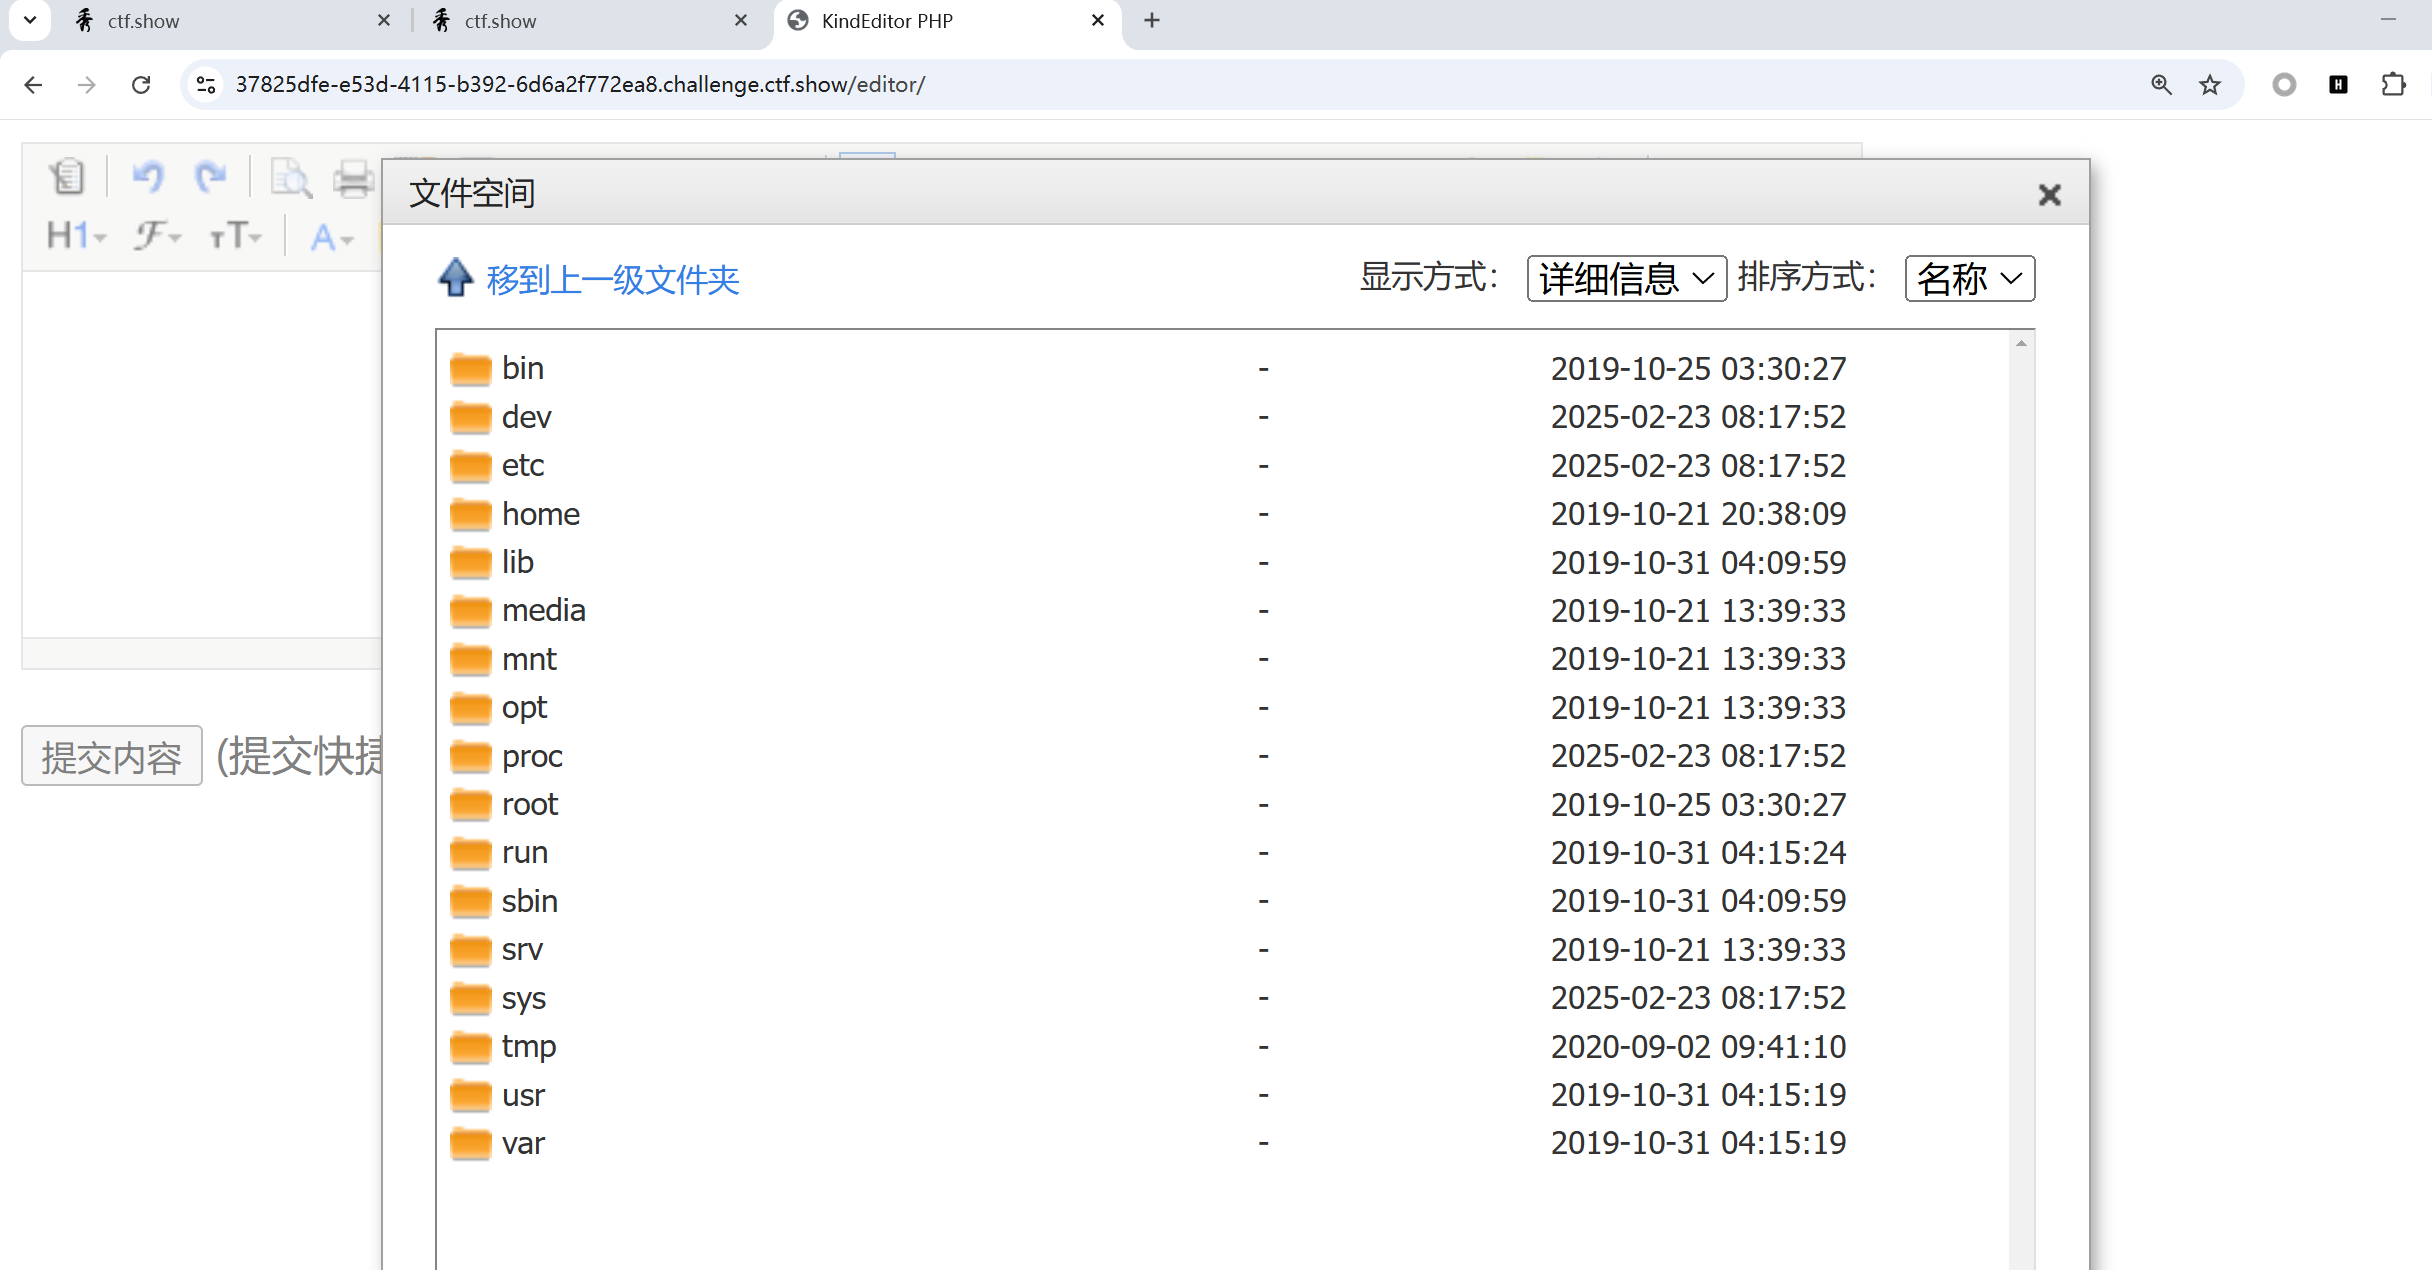 ctf.show
ctf.show
KindEditor PHP
37825dfe-e53d-4115-b392-6d6a2f772ea8.challenge.ctf.show/editor/
文件空间
移到上一级文件夹
显示方式： 详细信息 排序方式： 名称
bin - 2019-10-25 03:30:27
dev - 2025-02-23 08:17:52
etc - 2025-02-23 08:17:52
home - 2019-10-21 20:38:09
lib - 2019-10-31 04:09:59
media - 2019-10-21 13:39:33
mnt - 2019-10-21 13:39:33
opt - 2019-10-21 13:39:33
proc - 2025-02-23 08:17:52
root - 2019-10-25 03:30:27
run - 2019-10-31 04:15:24
sbin - 2019-10-31 04:09:59
srv - 2019-10-21 13:39:33
sys - 2025-02-23 08:17:52
tmp - 2020-09-02 09:41:10
usr - 2019-10-31 04:15:19
var - 2019-10-31 04:15:19
H1 F TT A
提交内容 (提交快捷